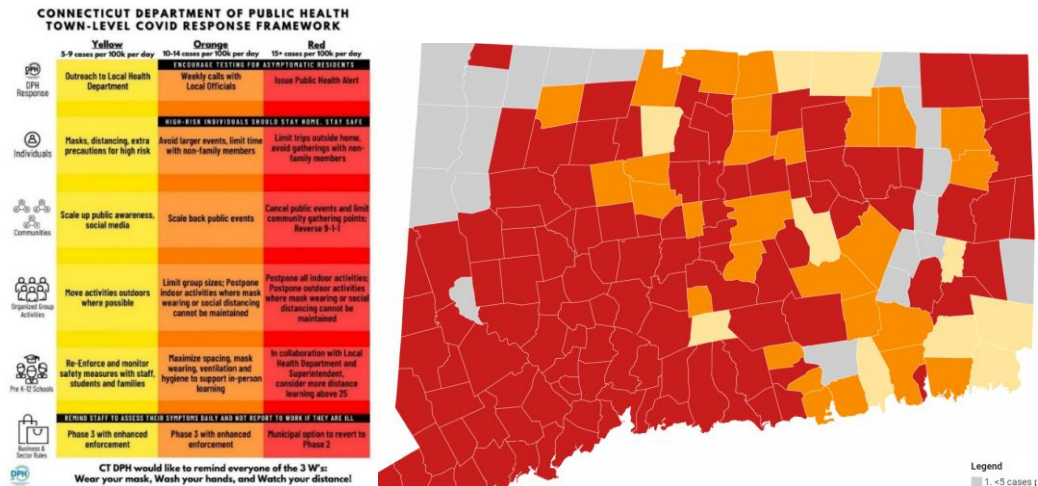 CONNECTICUT DEPARTMENT OF PUBLIC HEALTH
TOWN-LEVEL COVID RESPONSE FRAMEWORK
Yellow
5-9 cases per 100k per day
Orange
10-14 cases per 100k per day
Red
15+ cases per 100k per day
ENCOURAGE TESTING FOR ASYMPTOMATIC RESIDENTS
DPH
DPH
Response
Outreach to Local Health
Department
Weekly calls with
Local Officials
Issue Public Health Alert
HIGH-RISK INDIVIDUALS SHOULD STAY HOME, STAY SAFE
Individuals
Masks, distancing, extra
precautions for high risk
Avoid larger events, limit time
with non-family members
Limit trips outside home,
avoid gatherings with non-
family members
Communities
Scale up public awareness,
social media
Scale back public events
Cancel public events and limit
community gathering points;
Reverse 9-1-1
Organized Group
Activities
Move activities outdoors
where possible
Limit group sizes; Postpone
indoor activities where mask
wearing or social distancing
cannot be maintained
Postpone all indoor activities;
Postpone outdoor activities
where mask wearing or social
distancing cannot be
maintained
Pre K-12 Schools
Re-Enforce and monitor
safety measures with staff,
students and families
Maximize spacing, mask
wearing, ventilation and
hygiene to support in-person
learning
In collaboration with Local
Health Department and
Superintendent,
consider more distance
learning above 25
REMIND STAFF TO ASSESS THEIR SYMPTOMS DAILY AND NOT REPORT TO WORK IF THEY ARE ILL
Business &
Sector Rules
Phase 3 with enhanced
enforcement
Phase 3 with enhanced
enforcement
Municipal option to revert to
Phase 2
DPH
CT DPH would like to remind everyone of the 3 W's:
Wear your mask, Wash your hands, and Watch your distance!
Legend
1. <5 cases p